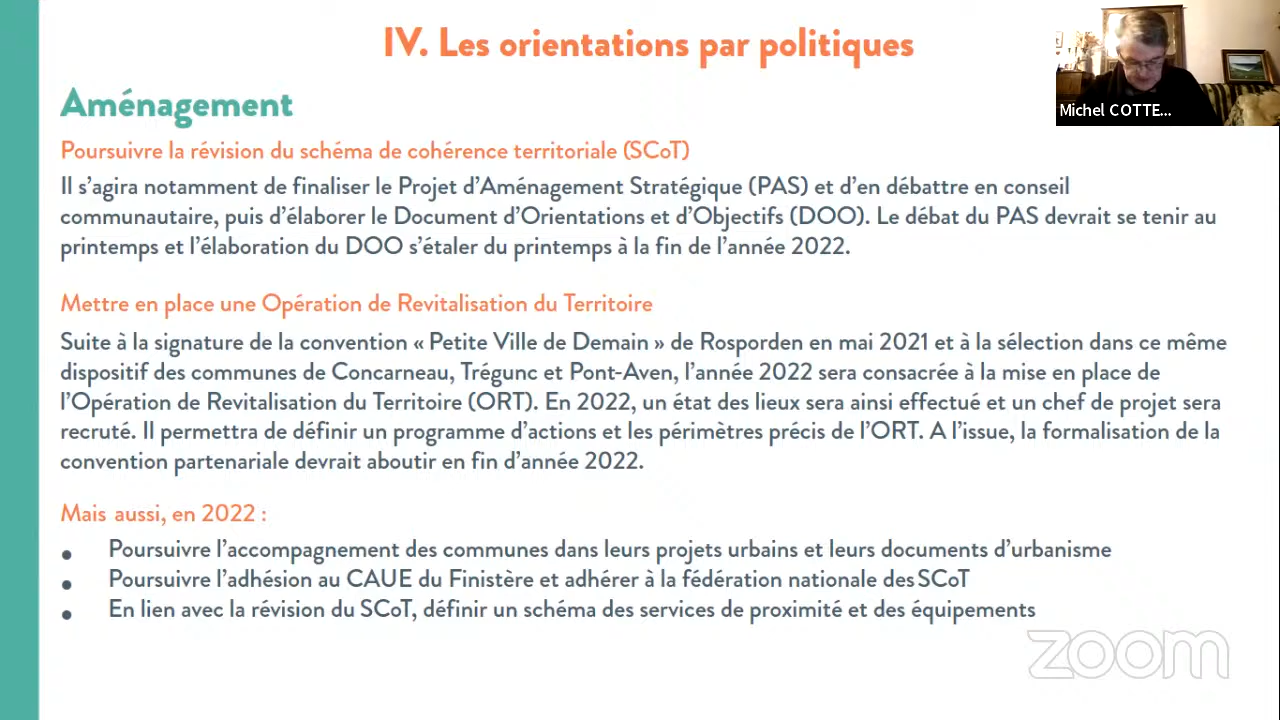 IV. Les orientations par politiques
Michel COTTE...
Aménagement
Poursuivre la révision du schéma de cohérence territoriale (SCoT)
Il s’agira notamment de finaliser le Projet d’Aménagement Stratégique (PAS) et d’en débattre en conseil
communautaire, puis d’élaborer le Document d’Orientations et d’Objectifs (DOO). Le débat du PAS devrait se tenir au
printemps et l’élaboration du DOO s’étaler du printemps à la fin de l’année 2022.
Mettre en place une Opération de Revitalisation du Territoire
Suite à la signature de la convention « Petite Ville de Demain » de Rosporden en mai 2021 et à la sélection dans ce même
dispositif des communes de Concarneau, Trégunc et Pont-Aven, l’année 2022 sera consacrée à la mise en place de
l’Opération de Revitalisation du Territoire (ORT). En 2022, un état des lieux sera ainsi effectué et un chef de projet sera
recruté. Il permettra de définir un programme d’actions et les périmètres précis de l’ORT. A l’issue, la formalisation de la
convention partenariale devrait aboutir en fin d’année 2022.
Mais aussi, en 2022 :
• Poursuivre l’accompagnement des communes dans leurs projets urbains et leurs documents d’urbanisme
• Poursuivre l’adhésion au CAUE du Finistère et adhérer à la fédération nationale des SCoT
• En lien avec la révision du SCoT, définir un schéma des services de proximité et des équipements
zoom